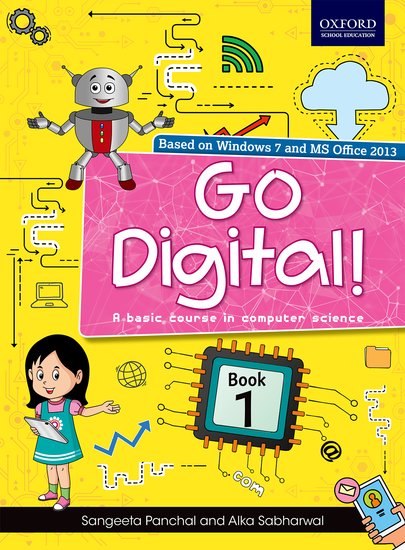 OXFORD
SCHOOL EDUCATION
Based on Windows 7 and MS Office 2013
GO
Digital!
A basic course in computer science
Book
1
@
.com
Sangeeta Panchal and Alka Sabharwal